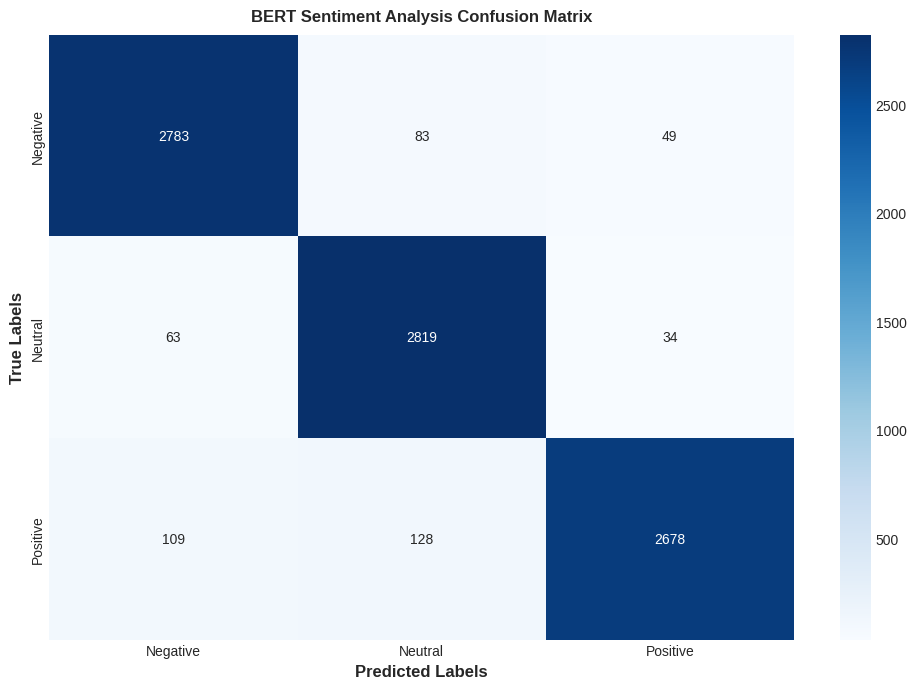 BERT Sentiment Analysis Confusion Matrix
True Labels
Negative
2783 83 49
Neutral
63 2819 34
Positive
109 128 2678
Negative Neutral Positive
Predicted Labels
2500
2000
1500
1000
500